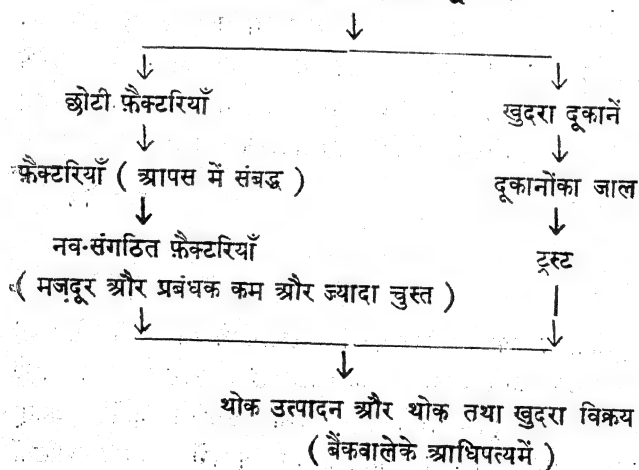 छोटी फ़ैक्टरियाँ खुदरा दूकानें
फ़ैक्टरियाँ ( आपस में संबद्ध ) दूकानोंका जाल
नव-संगठित फ़ैक्टरियाँ ट्रस्ट
( मज़दूर और प्रबंधक कम और ज्यादा चुस्त )
थोक उत्पादन और थोक तथा खुदरा विक्रय
( बैंकवालेके आधिपत्यमें )